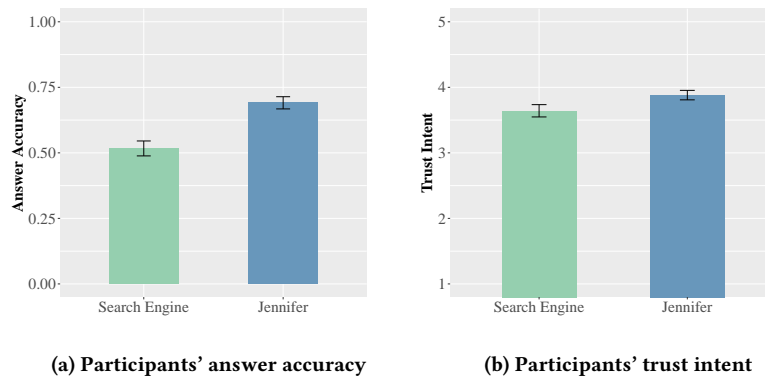 Answer Accuracy
1.00
0.75
0.50
0.25
0.00
Search Engine Jennifer
(a) Participants' answer accuracy
Trust Intent
5
4
3
2
1
Search Engine Jennifer
(b) Participants' trust intent